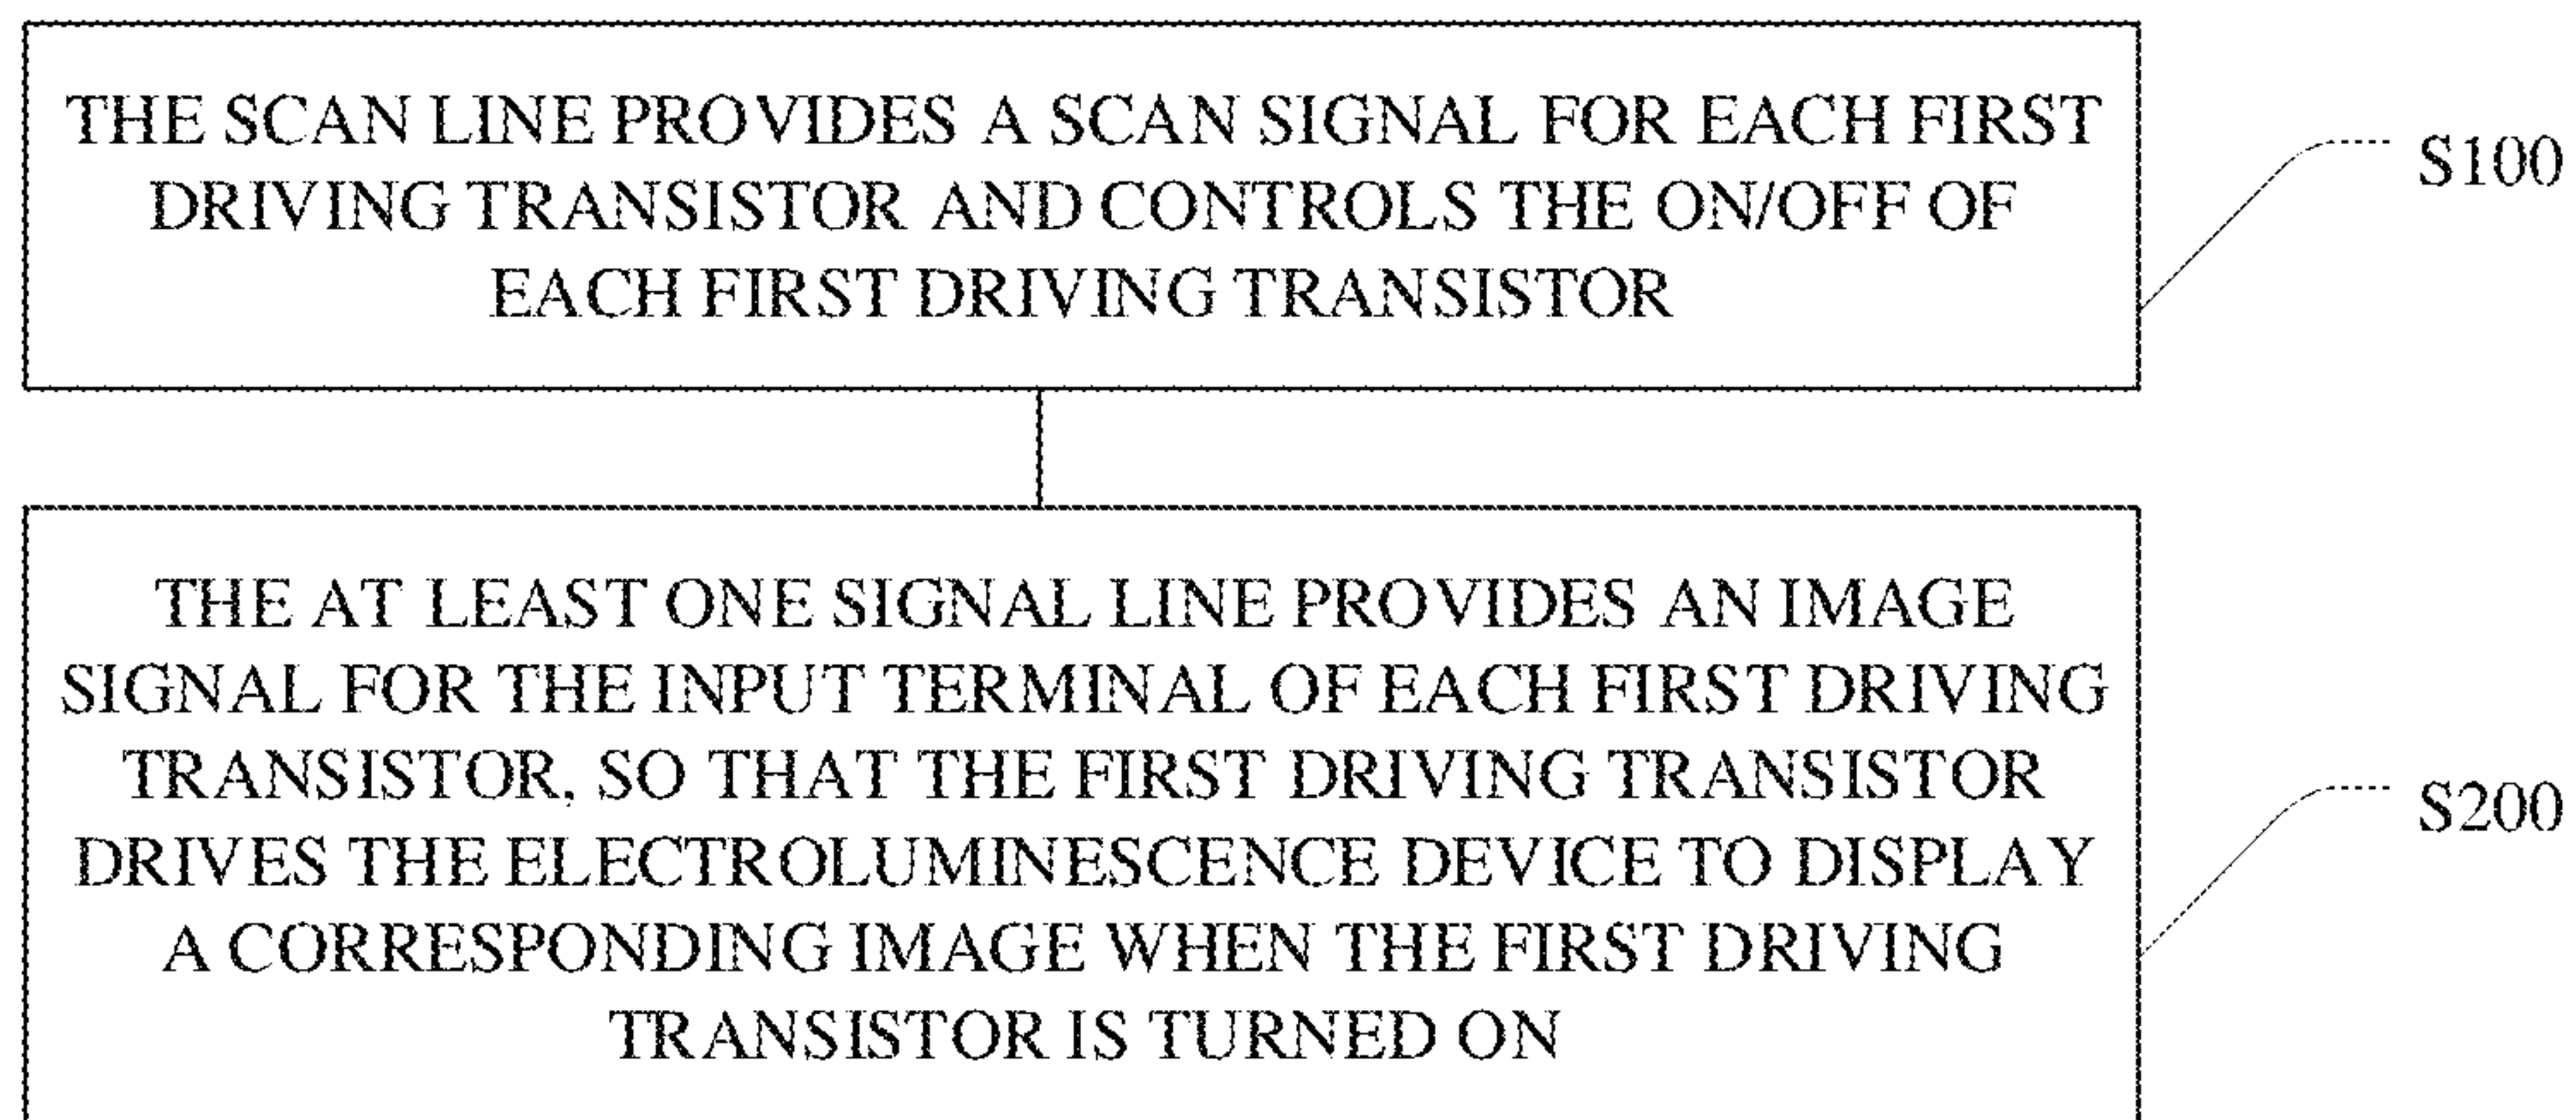 THE SCAN LINE PROVIDES A SCAN SIGNAL FOR EACH FIRST
DRIVING TRANSISTOR AND CONTROLS THE ON/OFF OF
EACH FIRST DRIVING TRANSISTOR
S100
THE AT LEAST ONE SIGNAL LINE PROVIDES AN IMAGE
SIGNAL FOR THE INPUT TERMINAL OF EACH FIRST DRIVING
TRANSISTOR, SO THAT THE FIRST DRIVING TRANSISTOR
DRIVES THE ELECTROLUMINESCENCE DEVICE TO DISPLAY
A CORRESPONDING IMAGE WHEN THE FIRST DRIVING
TRANSISTOR IS TURNED ON
S200